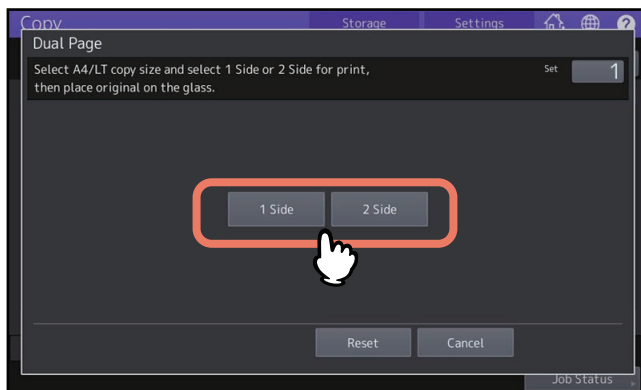 Copy
Storage
Settings
Dual Page
Select A4/LT copy size and select 1 Side or 2 Side for print,
then place original on the glass.
Set
1
1 Side
2 Side
Reset
Cancel
Job Status